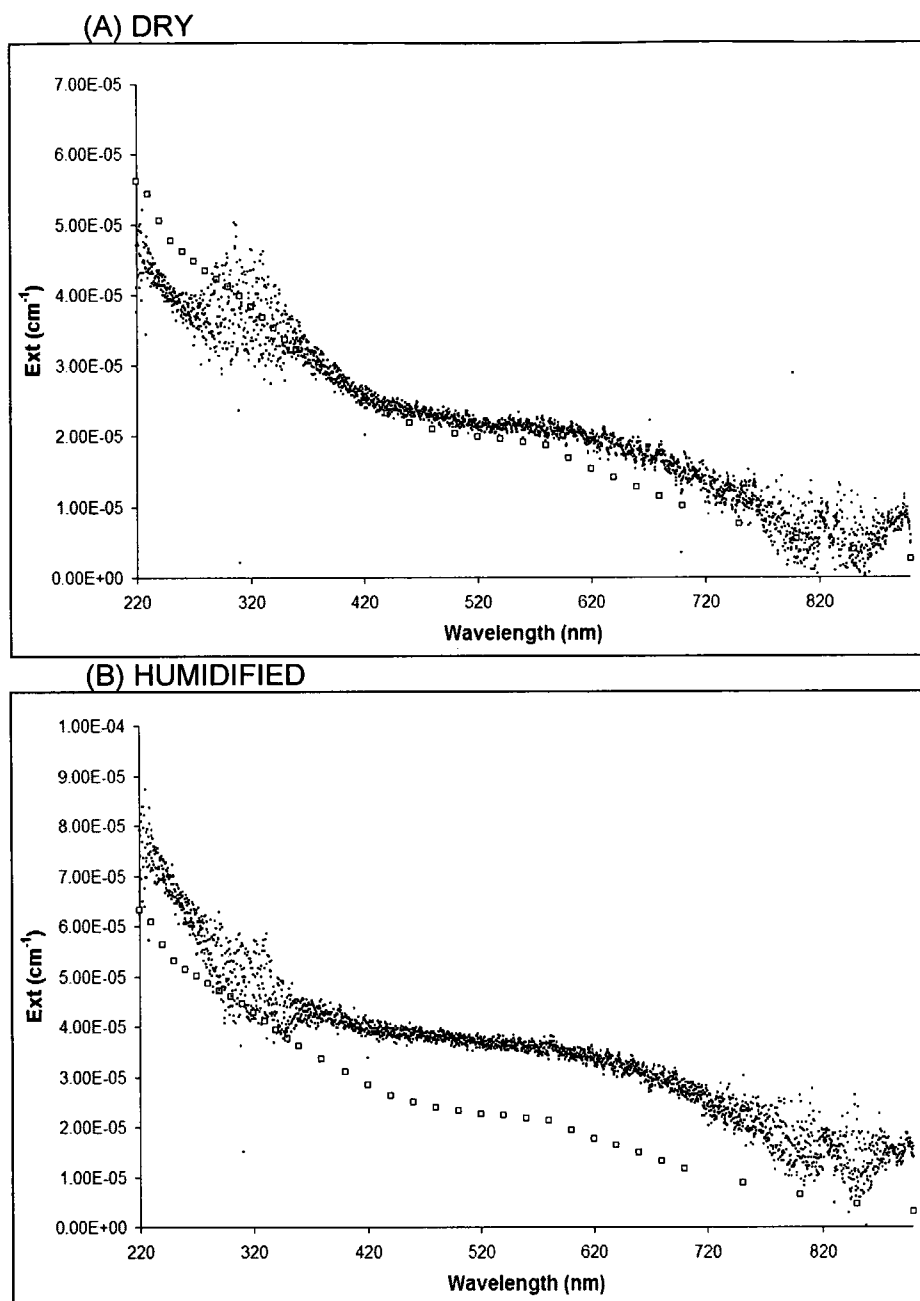 (A) DRY
7.00E-05
6.00E-05
5.00E-05
4.00E-05
3.00E-05
2.00E-05
1.00E-05
0.00E+00
Ext (cm-1)
220 320 420 520 620 720 820
Wavelength (nm)
(B) HUMIDIFIED
1.00E-04
9.00E-05
8.00E-05
7.00E-05
6.00E-05
5.00E-05
4.00E-05
3.00E-05
2.00E-05
1.00E-05
0.00E+00
Ext (cm-1)
220 320 420 520 620 720 820
Wavelength (nm)